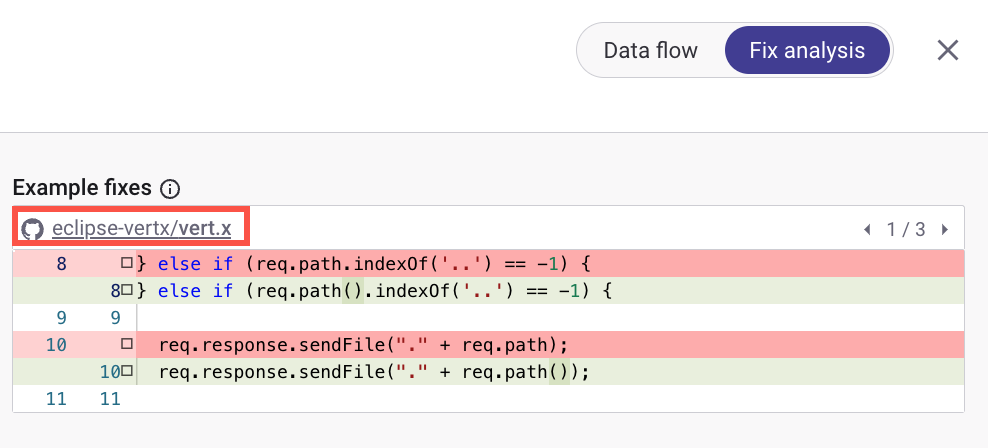 Data flow Fix analysis
Example fixes
eclipse-vertx/vert.x 1 / 3
8 } else if (req.path.indexOf('..') == -1) {
8 } else if (req.path().indexOf('..') == -1) {
9 9
10 req.response.sendFile("." + req.path);
10 req.response.sendFile("." + req.path());
11 11